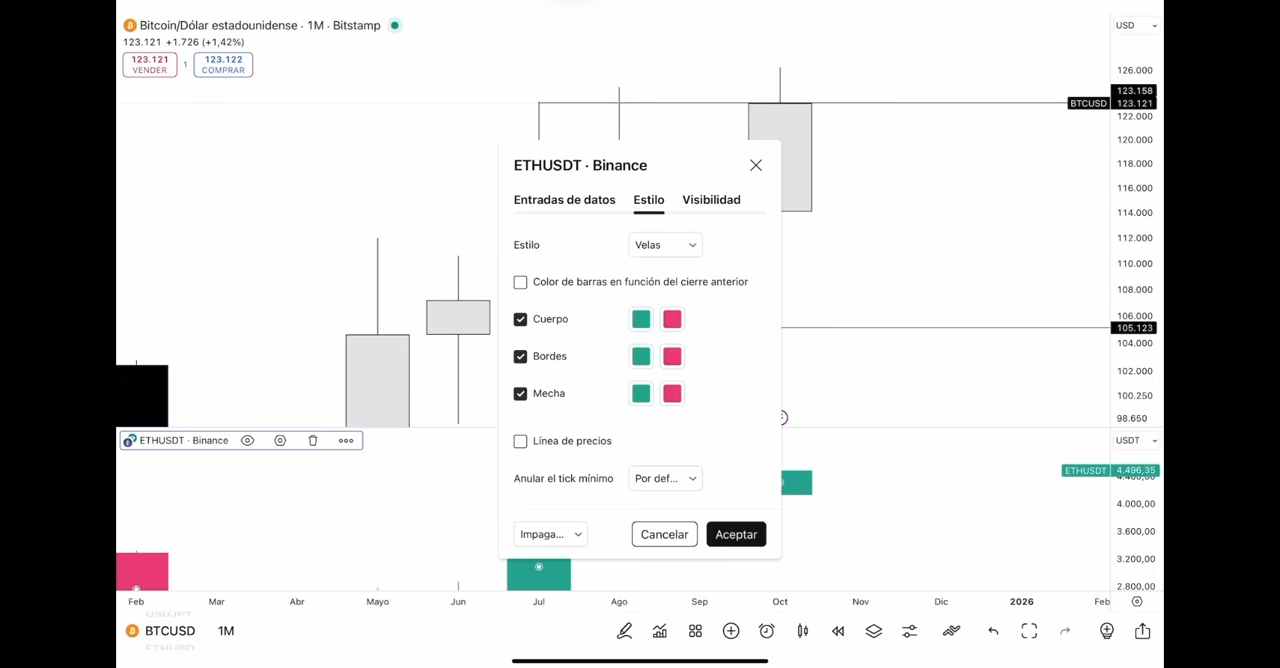 Bitcoin/Dólar estadounidense · 1M · Bitstamp
USD
123.121 +1.726 (+1,42%)
123.121
VENDER
1
123.122
COMPRAR
126.000
123.158
BTCUSD 123.121
122.000
120.000
118.000
116.000
114.000
112.000
110.000
108.000
106.000
105.123
104.000
102.000
100.250
98.650
ETHUSDT · Binance
Entradas de datos
Estilo
Visibilidad
Estilo
Velas
Color de barras en función del cierre anterior
Cuerpo
Bordes
Mecha
Línea de precios
Anular el tick mínimo
Por def...
Impaga...
Cancelar
Aceptar
ETHUSDT · Binance
USDT
ETHUSDT 4.496,35
4.000,00
3.600,00
3.200,00
2.800,00
Feb
Mar
Abr
Mayo
Jun
Jul
Ago
Sep
Oct
Nov
Dic
2026
Feb
BTCUSD
1M